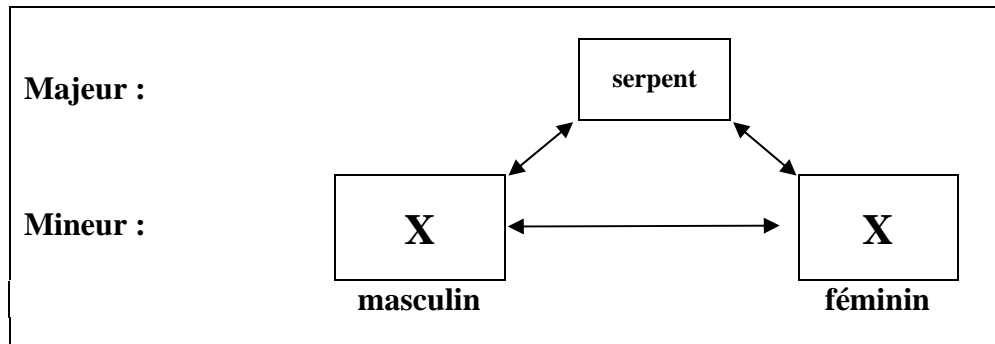 serpent
Majeur :
Mineur :
X
X
masculin
féminin